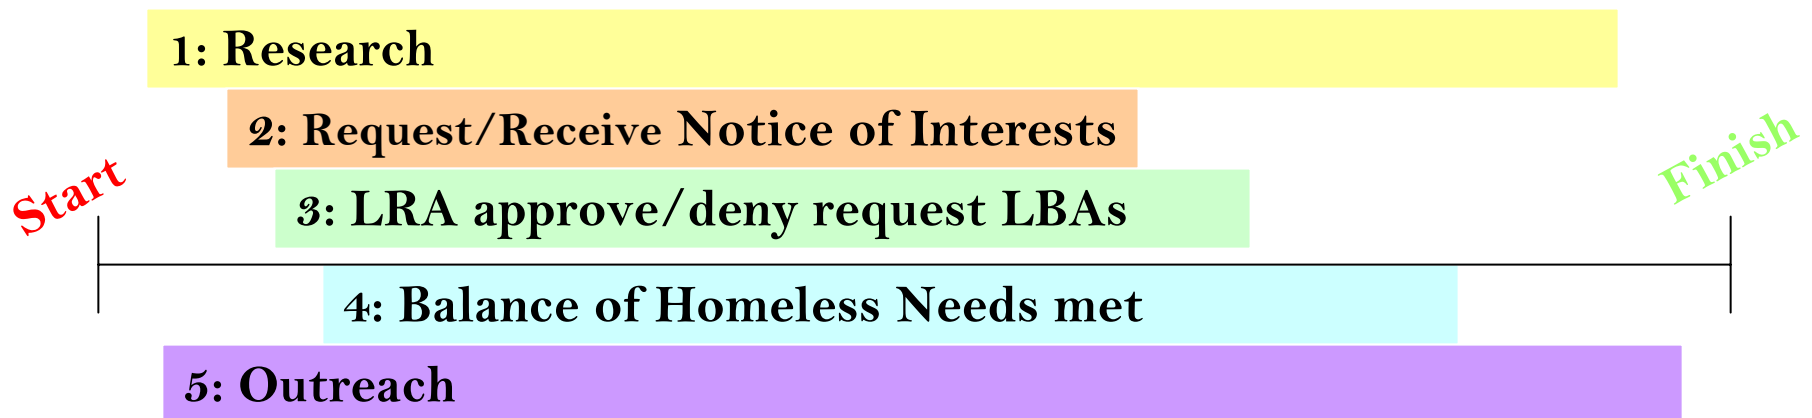 1: Research
2: Request/Receive Notice of Interests
3: LRA approve/deny request LBAs
Start
Finish
4: Balance of Homeless Needs met
5: Outreach